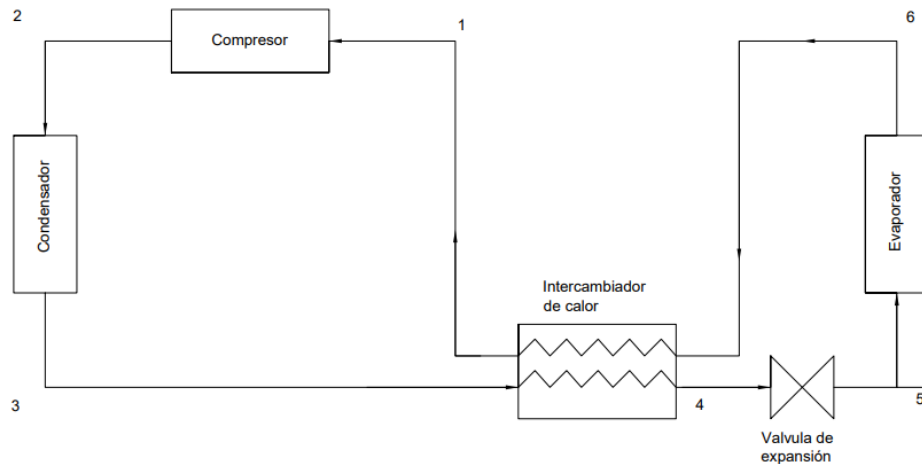 2
1
6
Compresor
Condensador
Evaporador
Intercambiador
de calor
3
4
5
Valvula de
expansión